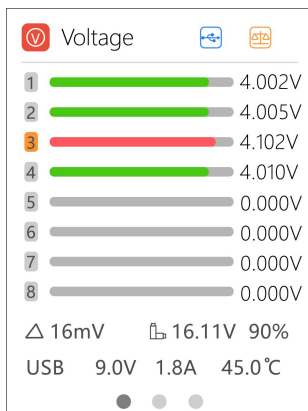 Voltage
1 4.002V
2 4.005V
3 4.102V
4 4.010V
5 0.000V
6 0.000V
7 0.000V
8 0.000V
△ 16mV 16.11V 90%
USB 9.0V 1.8A 45.0℃